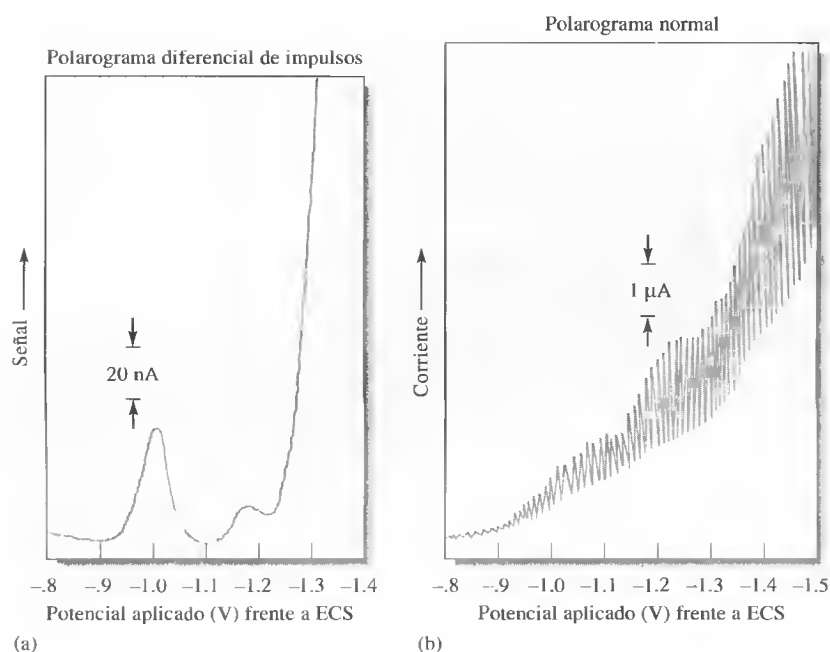 Polarograma diferencial de impulsos
Señal
20 nA
-.8 -.9 -1.0 -1.1 -1.2 -1.3 -1.4
Potencial aplicado (V) frente a ECS
(a)
Polarograma normal
Corriente
1 µA
-.8 -.9 -1.0 -1.1 -1.2 -1.3 -1.4 -1.5
Potencial aplicado (V) frente a ECS
(b)